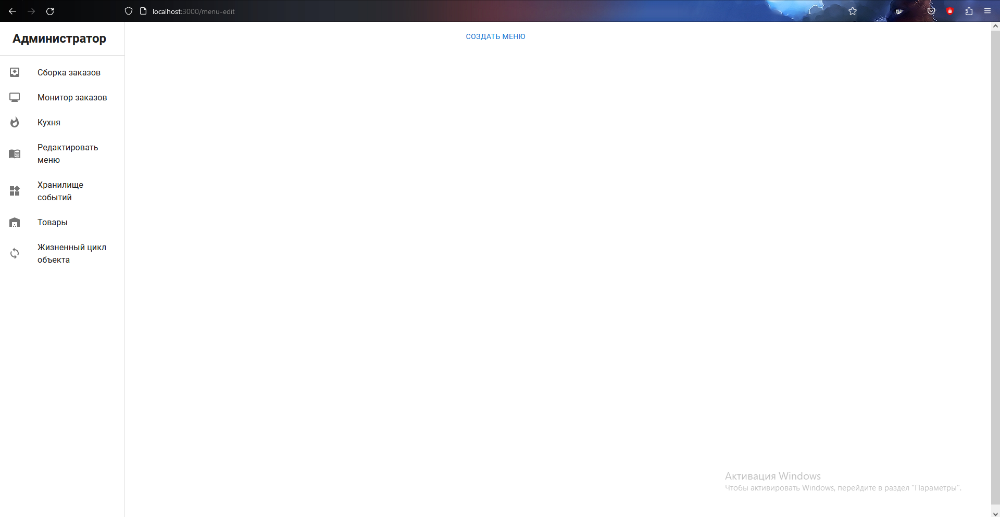 localhost:3000/menu-edit
Администратор
СОЗДАТЬ МЕНЮ
Сборка заказов
Монитор заказов
Кухня
Редактировать
меню
Хранилище
событий
Товары
Жизненный цикл
объекта
Активация Windows
Чтобы активировать Windows, перейдите в раздел "Параметры".